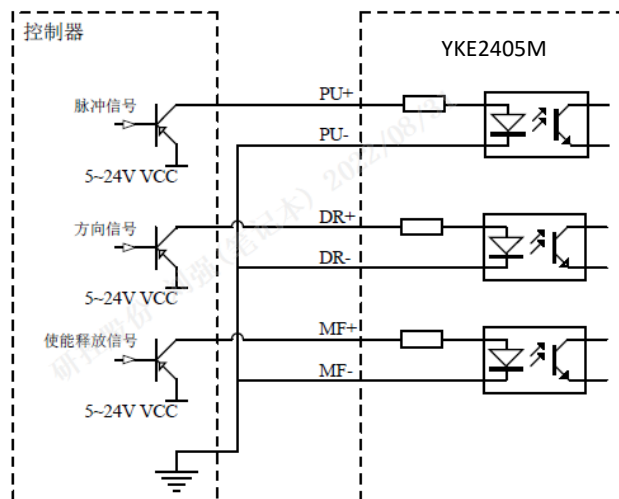 控制器
YKE2405M
脉冲信号
PU+
PU-
5~24V VCC
方向信号
DR+
DR-
5~24V VCC
使能释放信号
MF+
MF-
5~24V VCC